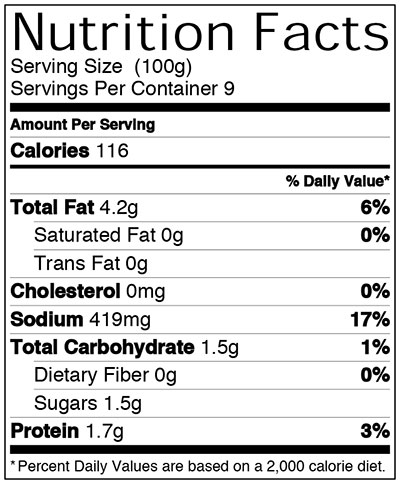 Nutrition Facts
Serving Size (100g)
Servings Per Container 9
Amount Per Serving
Calories 116
% Daily Value*
Total Fat 4.2g 6%
Saturated Fat 0g 0%
Trans Fat 0g
Cholesterol 0mg 0%
Sodium 419mg 17%
Total Carbohydrate 1.5g 1%
Dietary Fiber 0g 0%
Sugars 1.5g
Protein 1.7g 3%
*Percent Daily Values are based on a 2,000 calorie diet.